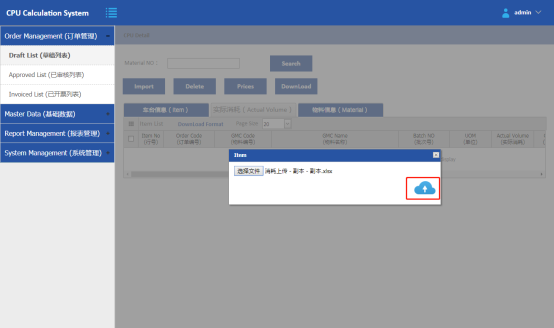 CPU Calculation System
admin
Order Management (订单管理)
Draft List (草稿列表)
Approved List (已审核列表)
Invoiced List (已开票列表)
Master Data (基础数据)
Report Management (报表管理)
System Management (系统管理)
Material NO :
Search
Import Delete Prices DownLoad
主台信息 ( Item ) 实际消耗 ( Actual Volume ) 物料信息 ( Material )
Item List Download Format Page Size 20
Item No Order Code GMC Code GMC Name Batch NO UOM Actual Volume
(行号) (订单编号) (物料编号) (物料名称) (批次号) (单位) (实际消耗)
Item
选择文件 消耗上传 - 副本 - 副本.xlsx